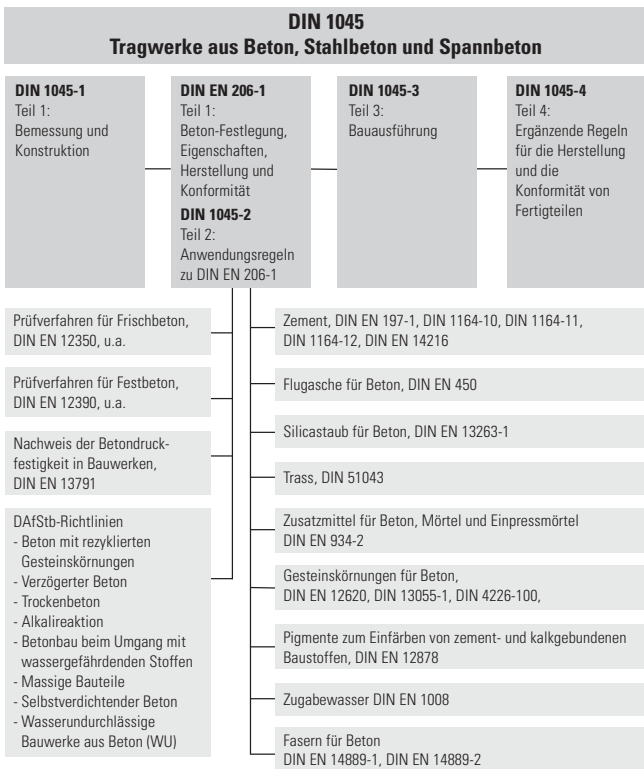 DIN 1045
Tragwerke aus Beton, Stahlbeton und Spannbeton
DIN 1045-1
Teil 1:
Bemessung und
Konstruktion
DIN EN 206-1
Teil 1:
Beton-Festlegung,
Eigenschaften,
Herstellung und
Konformität
DIN 1045-2
Teil 2:
Anwendungsregeln
zu DIN EN 206-1
DIN 1045-3
Teil 3:
Bauausführung
DIN 1045-4
Teil 4:
Ergänzende Regeln
für die Herstellung
und die
Konformität von
Fertigteilen
Prüfverfahren für Frischbeton,
DIN EN 12350, u.a.
Prüfverfahren für Festbeton,
DIN EN 12390, u.a.
Nachweis der Betondruck-
festigkeit in Bauwerken,
DIN EN 13791
DAfStb-Richtlinien
- Beton mit rezyklierten
Gesteinskörnungen
- Verzögerter Beton
- Trockenbeton
- Alkalireaktion
- Betonbau beim Umgang mit
wassergefährdenden Stoffen
- Massige Bauteile
- Selbstverdichtender Beton
- Wasserundurchlässige
Bauwerke aus Beton (WU)
Zement, DIN EN 197-1, DIN 1164-10, DIN 1164-11,
DIN 1164-12, DIN EN 14216
Flugasche für Beton, DIN EN 450
Silicastaub für Beton, DIN EN 13263-1
Trass, DIN 51043
Zusatzmittel für Beton, Mörtel und Einpressmörtel
DIN EN 934-2
Gesteinskörnungen für Beton,
DIN EN 12620, DIN 13055-1, DIN 4226-100,
Pigmente zum Einfärben von zement- und kalkgebundenen
Baustoffen, DIN EN 12878
Zugabewasser DIN EN 1008
Fasern für Beton
DIN EN 14889-1, DIN EN 14889-2